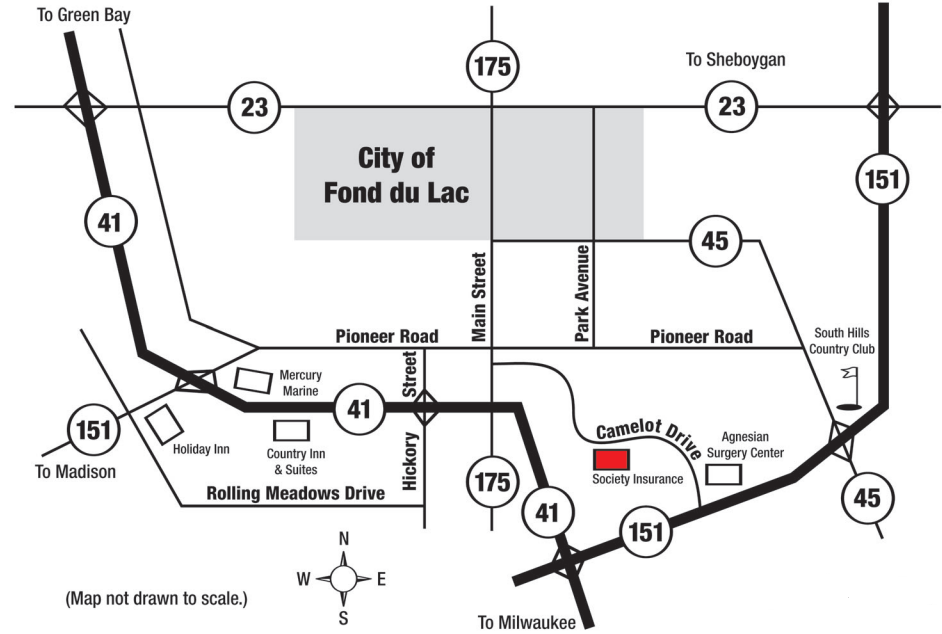 To Green Bay
175
To Sheboygan
23
23
City of
Fond du Lac
151
41
45
Main Street
Park Avenue
Pioneer Road
Pioneer Road
South Hills
Country Club
Hickory Street
Mercury
Marine
41
151
Holiday Inn
Country Inn
& Suites
Camelot Drive
Agnesian
Surgery Center
Society Insurance
To Madison
Rolling Meadows Drive
175
41
151
45
N
W E
S
(Map not drawn to scale.)
To Milwaukee